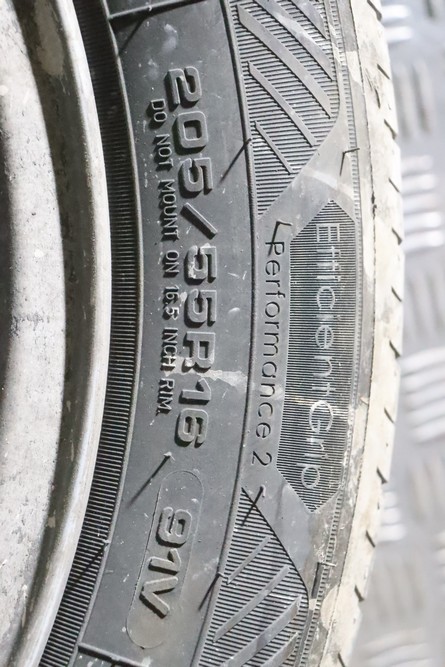 EfficientGrip
Performance 2
205/55R16 91V
DO NOT MOUNT ON 16.5 INCH RIM.